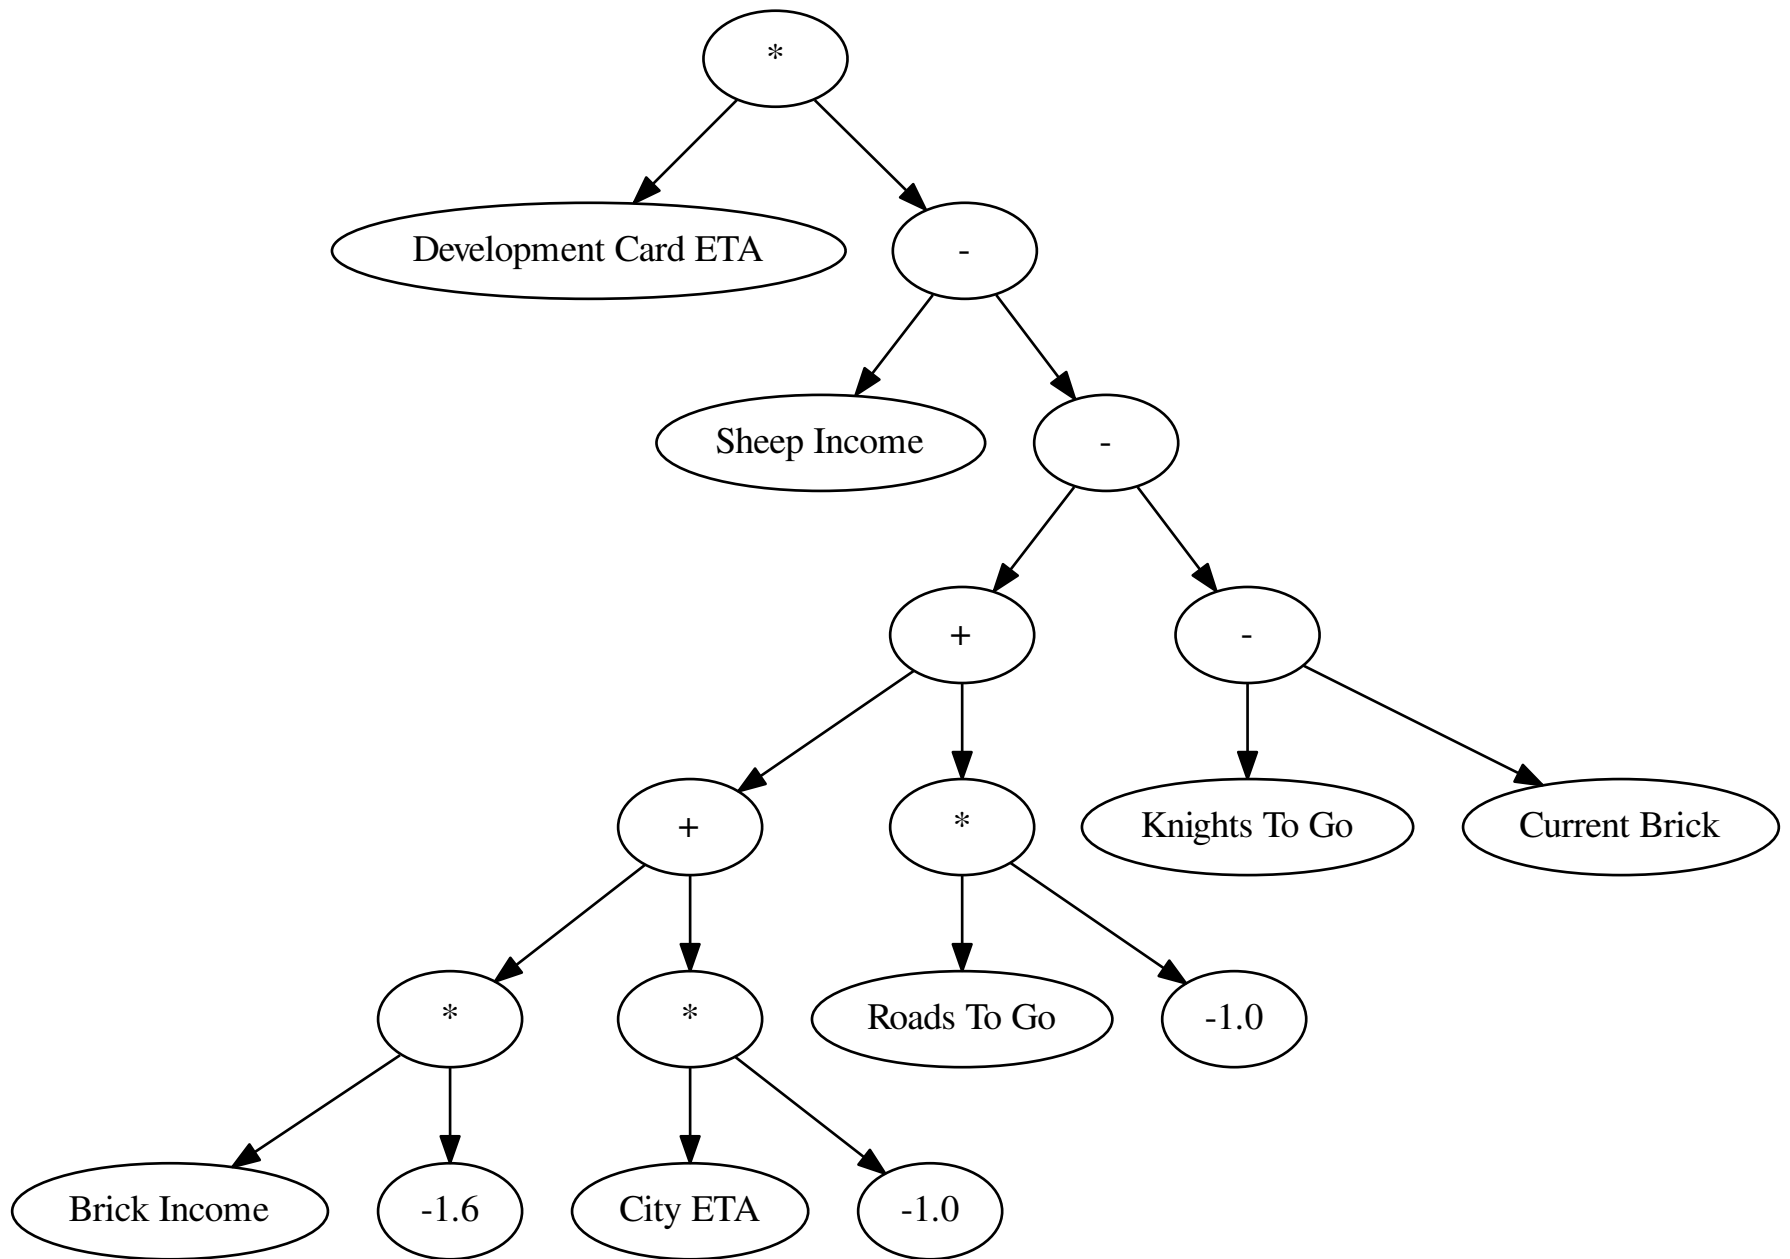 *
Development Card ETA
-
Sheep Income
-
+
-
+
*
Knights To Go
Current Brick
*
*
Roads To Go
-1.0
Brick Income
-1.6
City ETA
-1.0